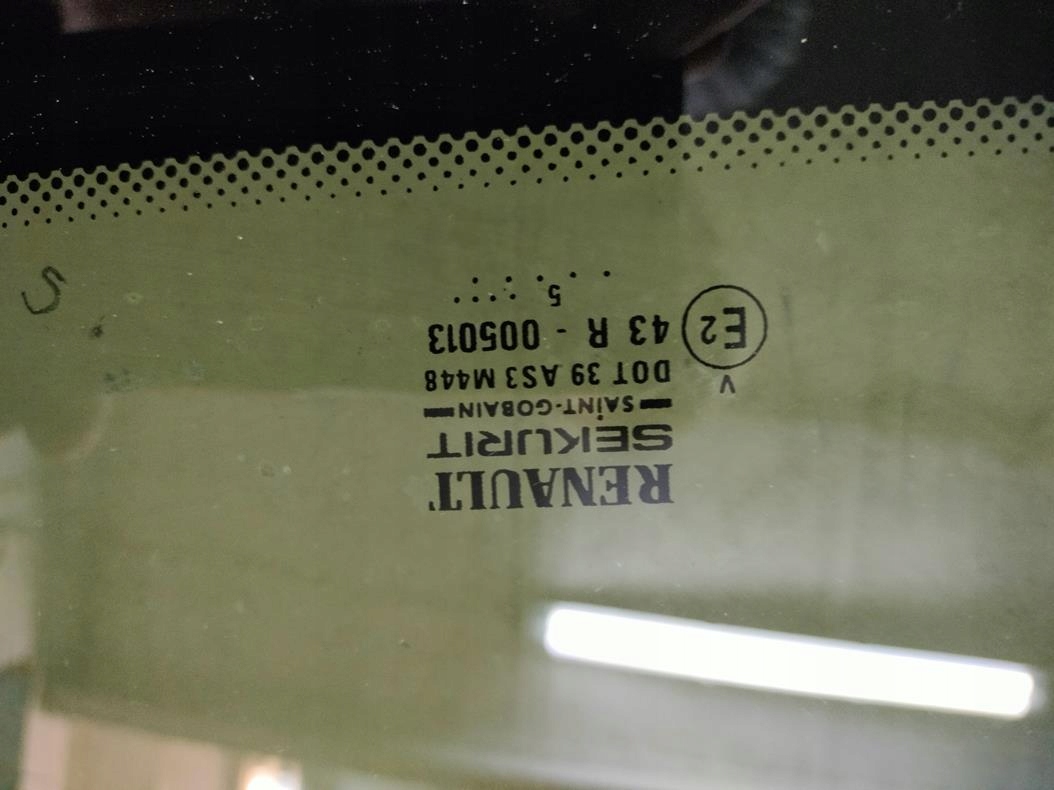 RENAULT
SEKURIT
SAINT-GOBAIN
V
DOT 39 AS3 M448
E2 43 R - 005013
. . . 5 . : . .
S